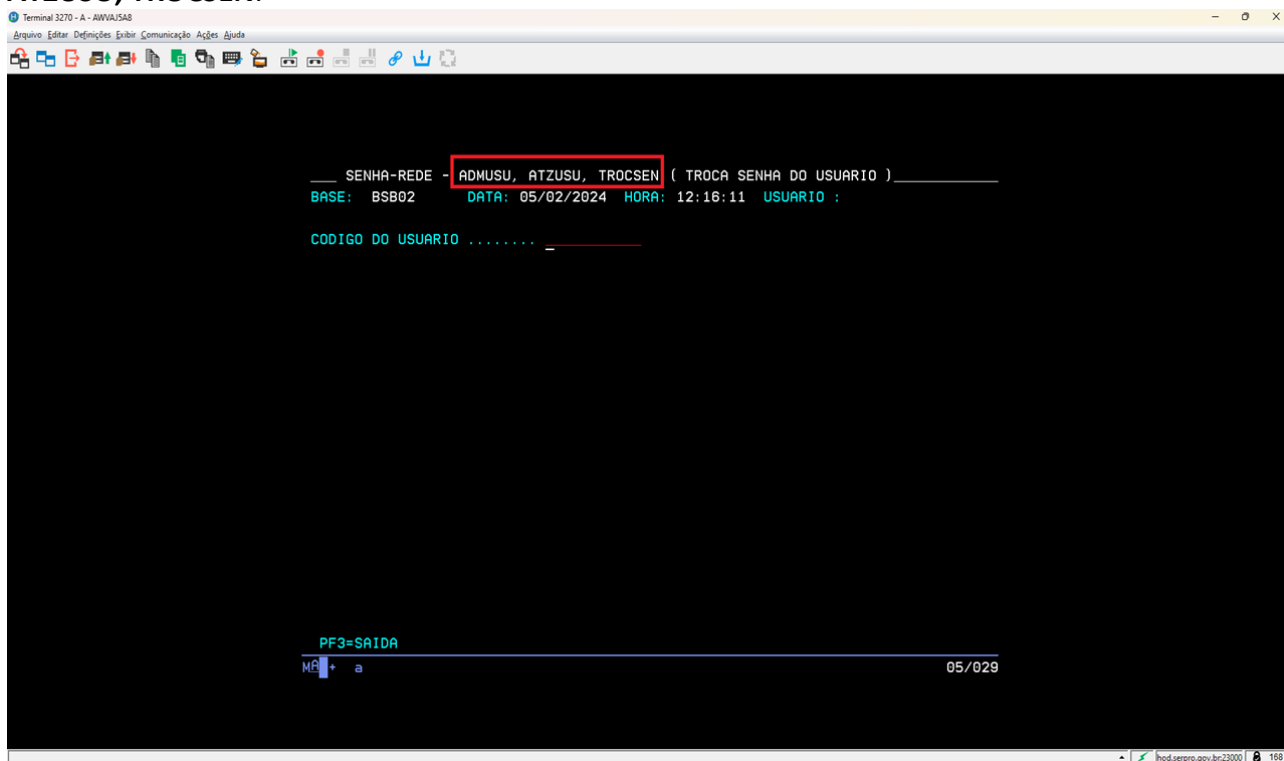 Terminal 3270 - A - AWVAJ5A8
Arquivo Editar Definições Exibir Comunicação Ações Ajuda
___ SENHA-REDE - ADMUSU, ATZUSU, TROCSEN ( TROCA SENHA DO USUARIO )____________
BASE: BSB02 DATA: 05/02/2024 HORA: 12:16:11 USUARIO :
CODIGO DO USUARIO ........ ___________
PF3=SAIDA
MA + a 05/029
hod.serpro.gov.br:23000 168